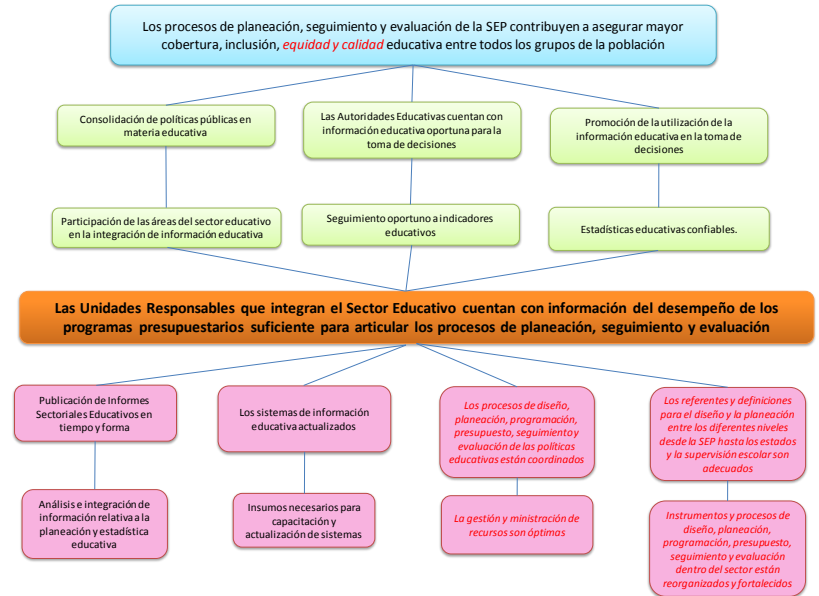 Los procesos de planeación, seguimiento y evaluación de la SEP contribuyen a asegurar mayor
cobertura, inclusión, equidad y calidad educativa entre todos los grupos de la población
Consolidación de políticas públicas en
materia educativa
Las Autoridades Educativas cuentan con
información educativa oportuna para la
toma de decisiones
Promoción de la utilización de la
información educativa en la toma de
decisiones
Participación de las áreas del sector educativo
en la integración de información educativa
Seguimiento oportuno a indicadores
educativos
Estadísticas educativas confiables.
Las Unidades Responsables que integran el Sector Educativo cuentan con información del desempeño de los
programas presupuestarios suficiente para articular los procesos de planeación, seguimiento y evaluación
Publicación de Informes
Sectoriales Educativos en
tiempo y forma
Los sistemas de información
educativa actualizados
Los procesos de diseño,
planeación, programación,
presupuesto, seguimiento y
evaluación de las políticas
educativas están coordinados
Los referentes y definiciones
para el diseño y la planeación
entre los diferentes niveles
desde la SEP hasta los estados
y la supervisión escolar son
adecuados
Análisis e integración de
información relativa a la
planeación y estadística
educativa
Insumos necesarios para
capacitación y
actualización de sistemas
La gestión y ministración de
recursos son óptimas
Instrumentos y procesos de
diseño, planeación,
programación, presupuesto,
seguimiento y evaluación
dentro del sector están
reorganizados y fortalecidos